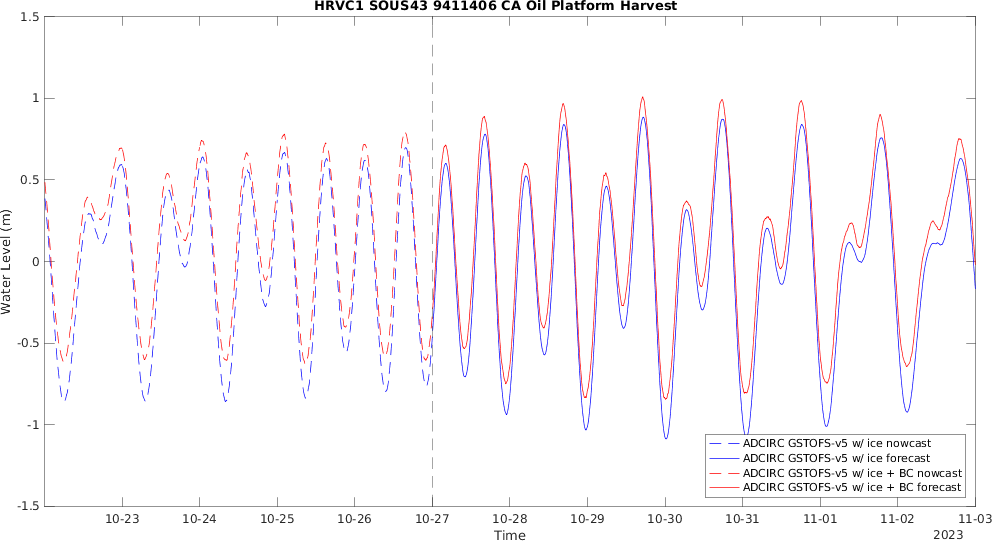 HRVC1 SOUS43 9411406 CA Oil Platform Harvest
1.5
1
0.5
0
-0.5
-1
-1.5
Water Level (m)
10-23 10-24 10-25 10-26 10-27 10-28 10-29 10-30 10-31 11-01 11-02 11-03
Time
2023
ADCIRC GSTOFS-v5 w/ ice nowcast
ADCIRC GSTOFS-v5 w/ ice forecast
ADCIRC GSTOFS-v5 w/ ice + BC nowcast
ADCIRC GSTOFS-v5 w/ ice + BC forecast